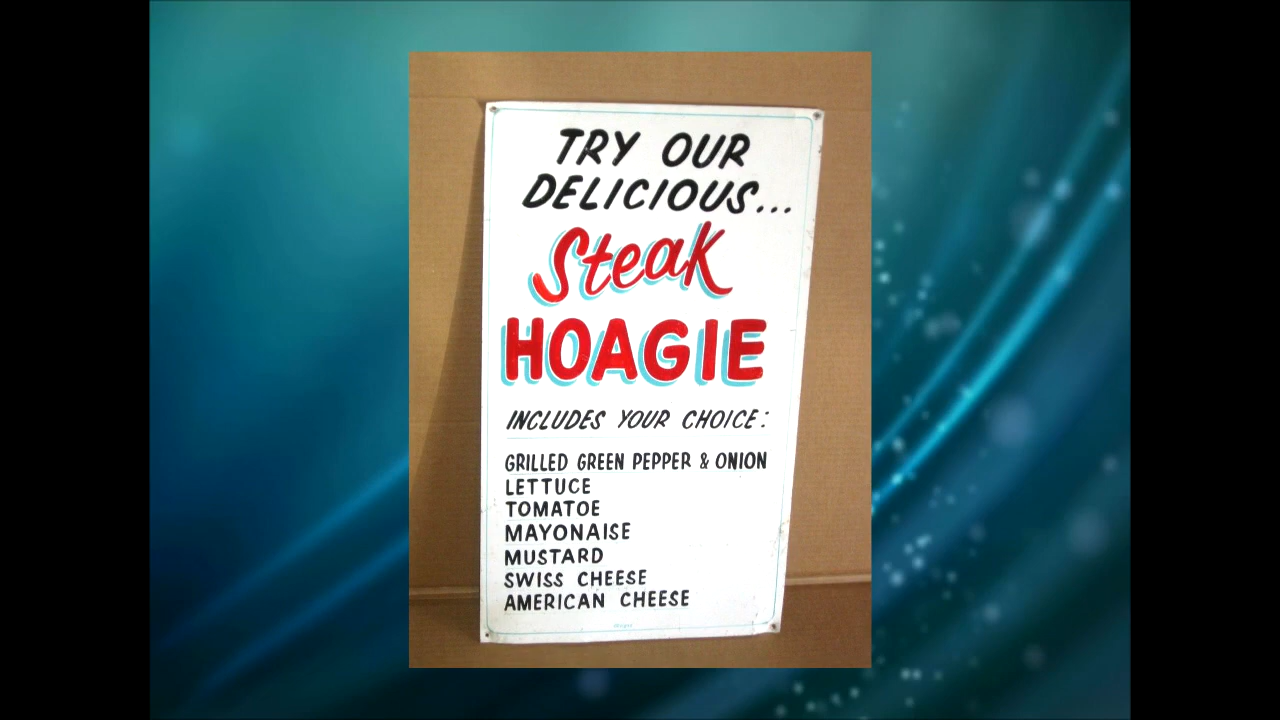 TRY OUR
DELICIOUS...
Steak
HOAGIE
INCLUDES YOUR CHOICE:
GRILLED GREEN PEPPER & ONION
LETTUCE
TOMATOE
MAYONAISE
MUSTARD
SWISS CHEESE
AMERICAN CHEESE